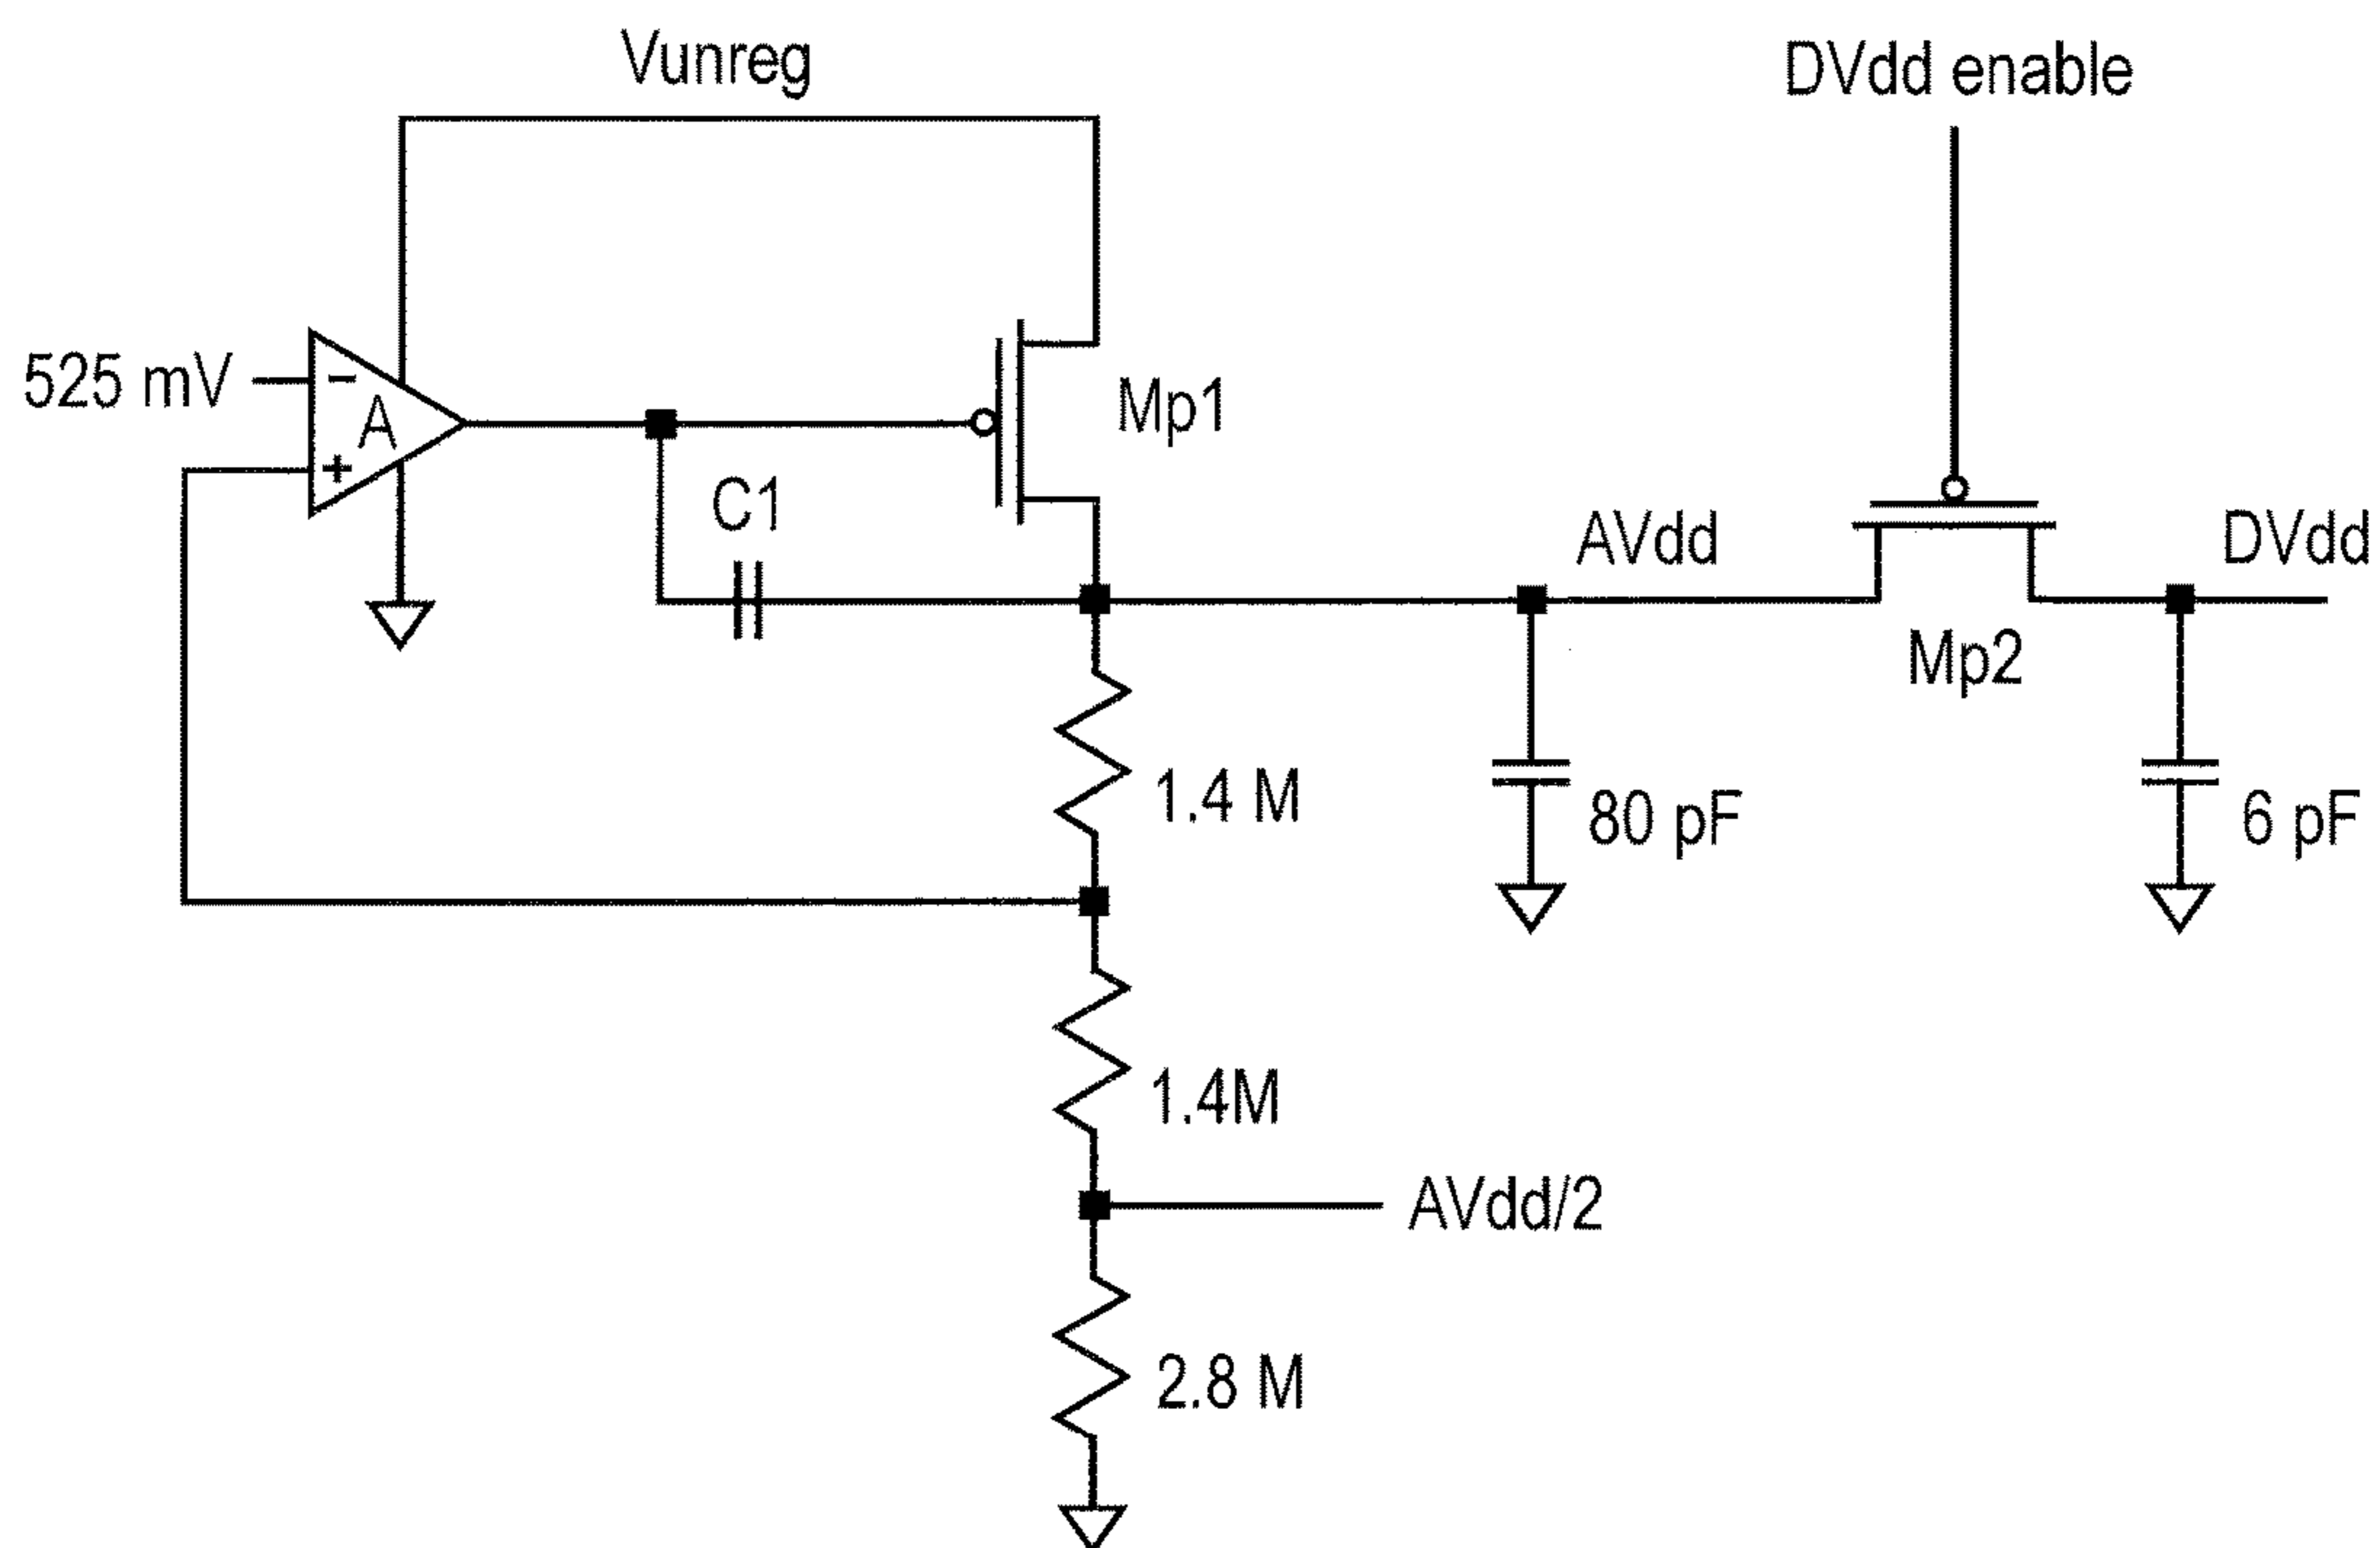 Vunreg
DVdd enable
525 mV
−
A
+
Mp1
C1
AVdd
DVdd
Mp2
1.4 M
80 pF
6 pF
1.4M
AVdd/2
2.8 M